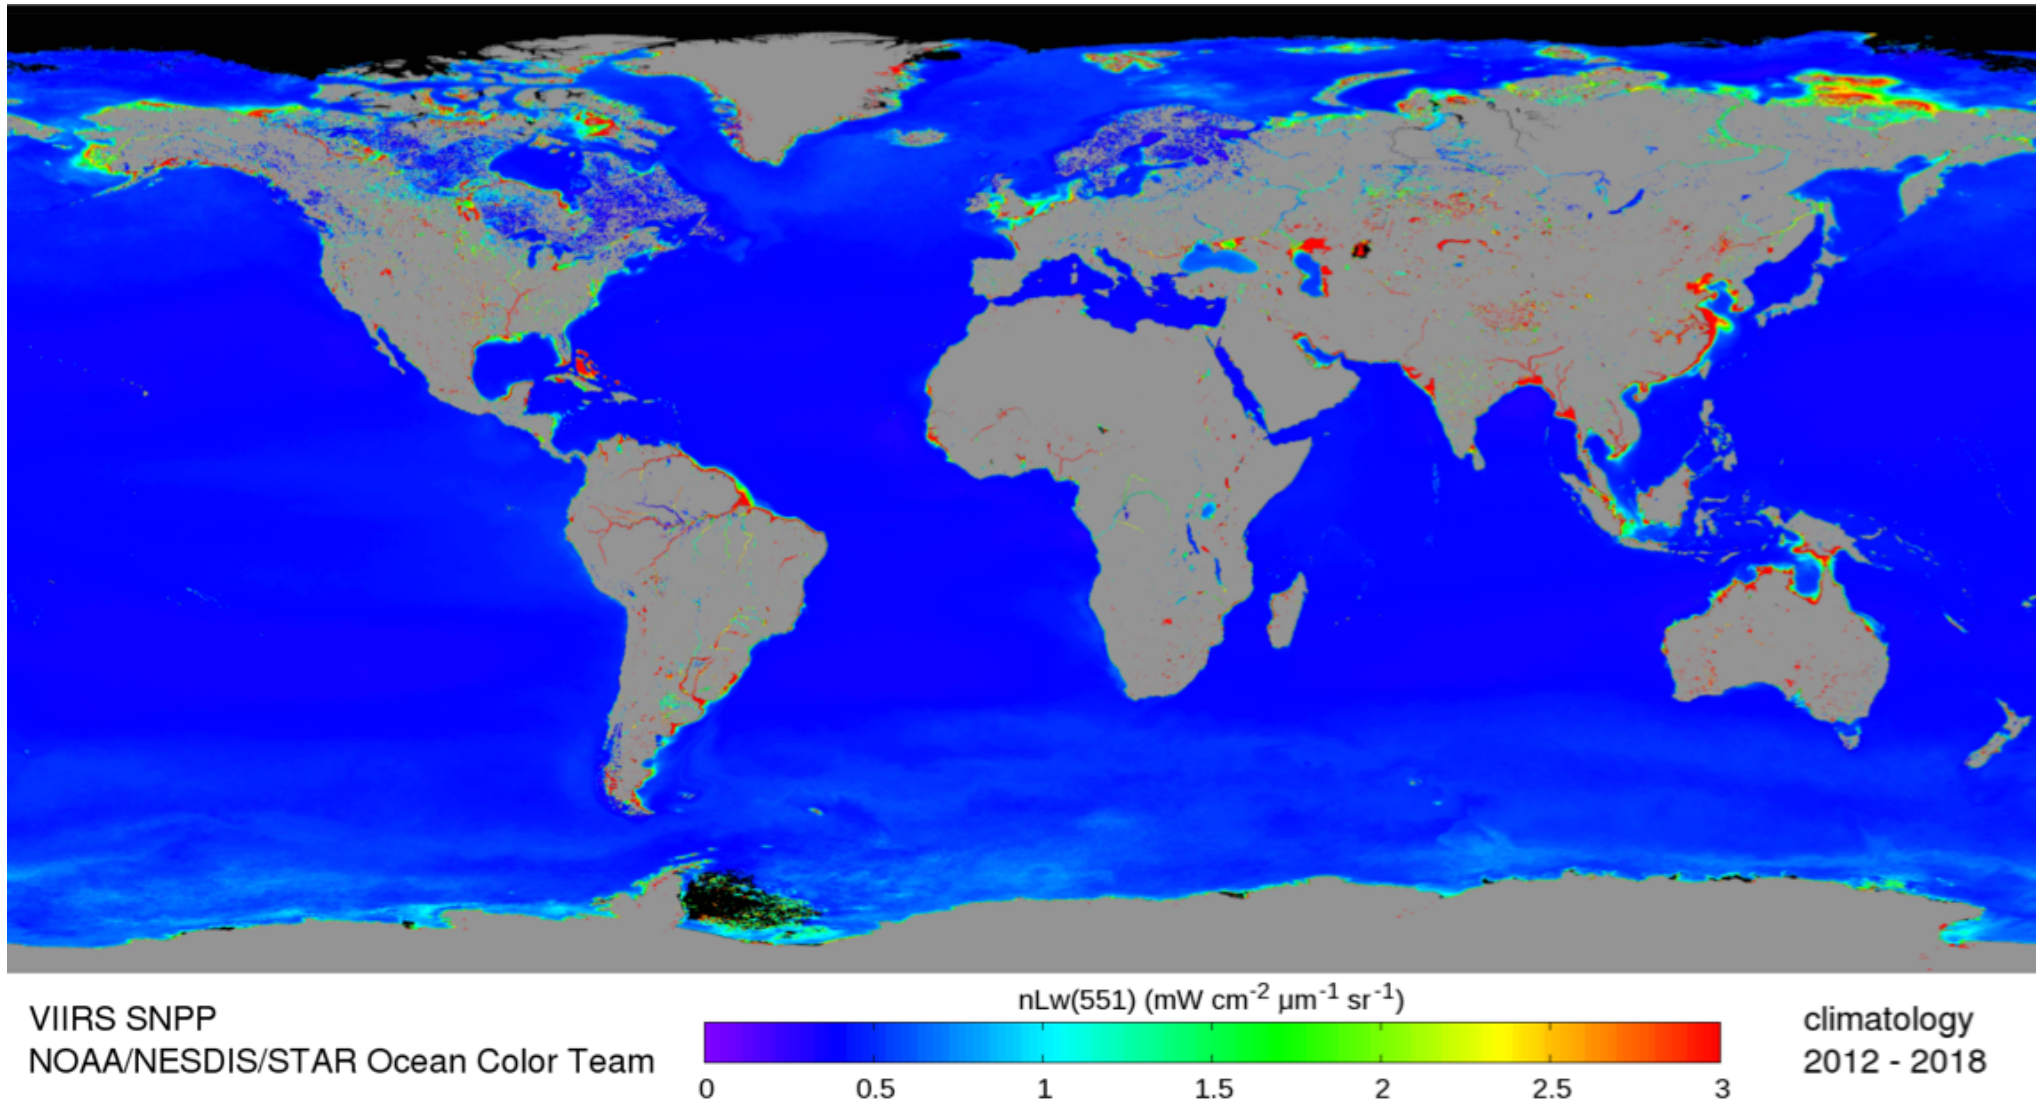 VIIRS SNPP
NOAA/NESDIS/STAR Ocean Color Team
nLw(551) (mW cm⁻² μm⁻¹ sr⁻¹)
0 0.5 1 1.5 2 2.5 3
climatology
2012 - 2018